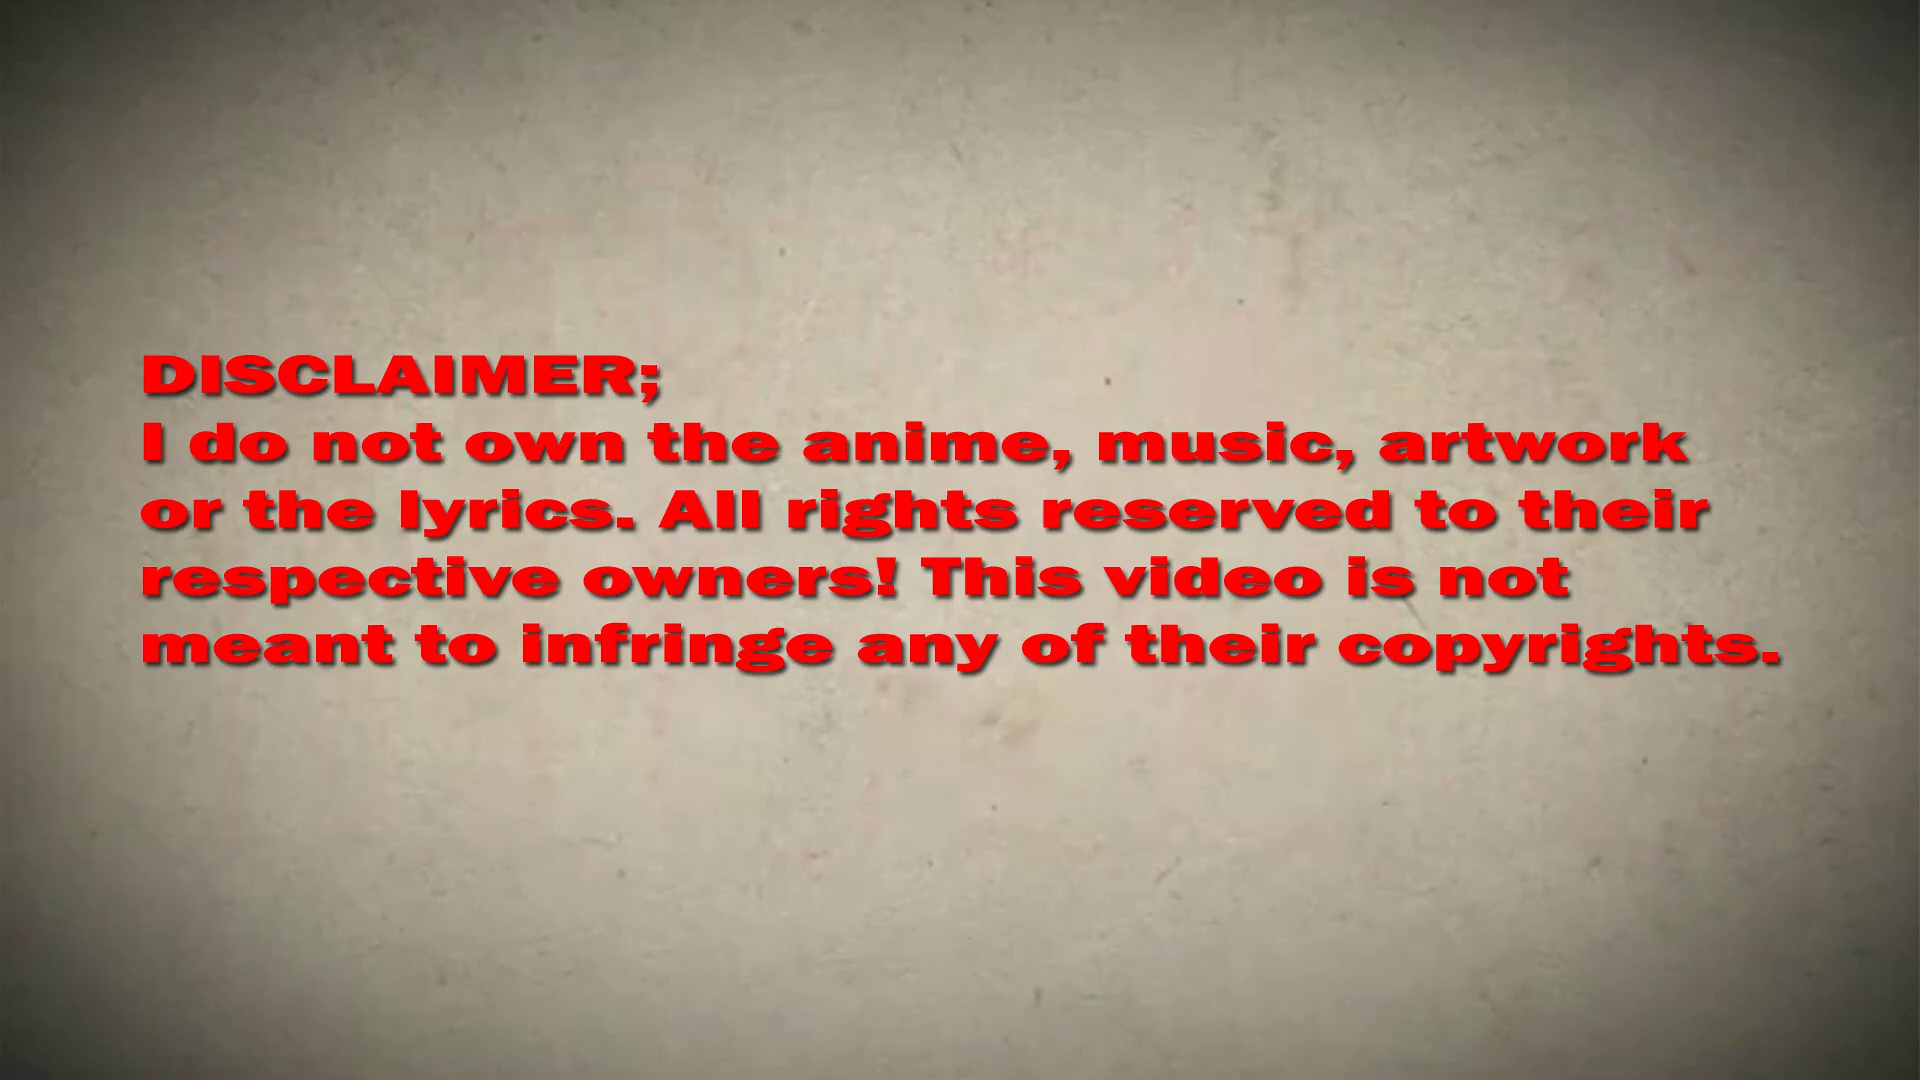 DISCLAIMER;
I do not own the anime, music, artwork
or the lyrics. All rights reserved to their
respective owners! This video is not
meant to infringe any of their copyrights.